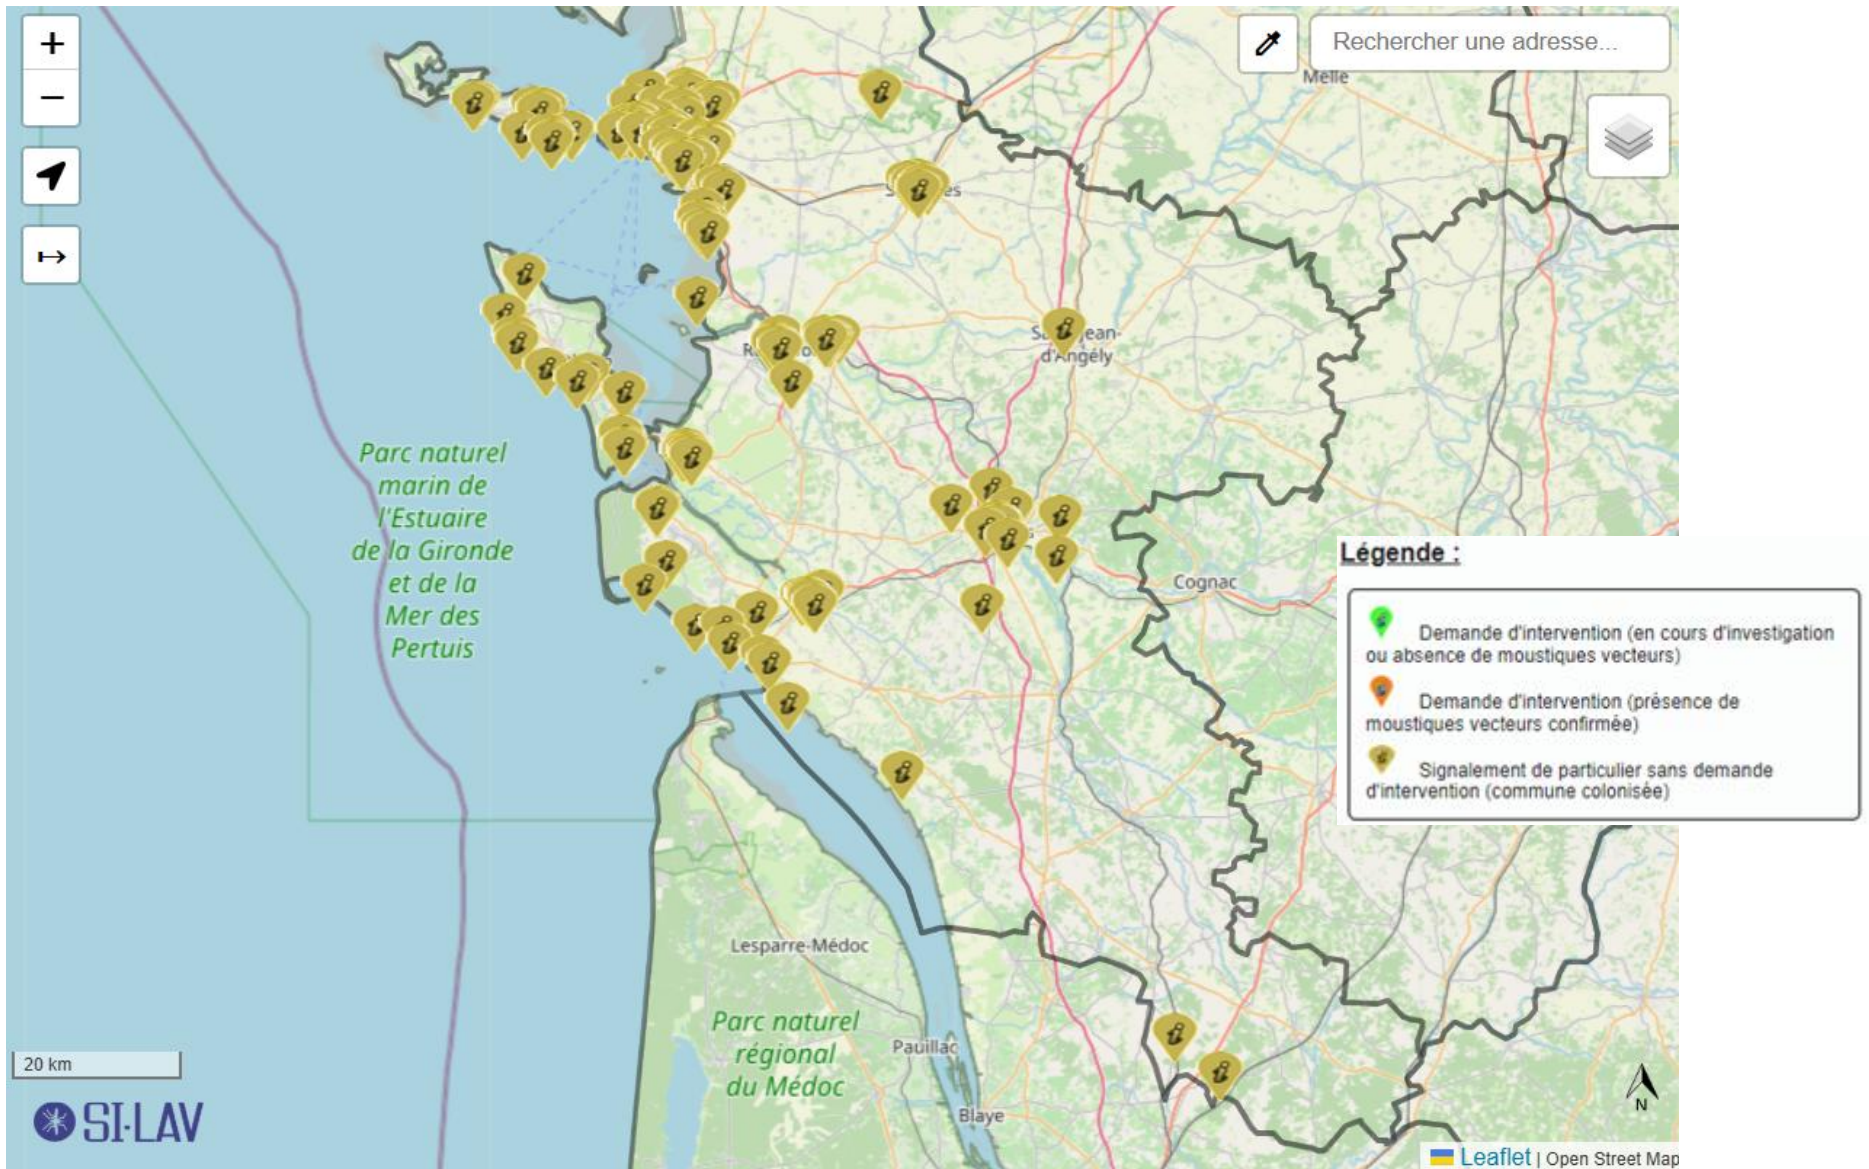 +
Rechercher une adresse...
Melle
−
S es
Sa Jean-
d'Angély
R o
Parc naturel
marin de
l'Estuaire
de la Gironde
et de la
Mer des
Pertuis
Cognac
Légende :
Demande d'intervention (en cours d'investigation
ou absence de moustiques vecteurs)
Demande d'intervention (présence de
moustiques vecteurs confirmée)
Signalement de particulier sans demande
d'intervention (commune colonisée)
Lesparre-Médoc
Parc naturel
régional
du Médoc
Pauillac
20 km
Blaye
N
SI-LAV
Leaflet | Open Street Map